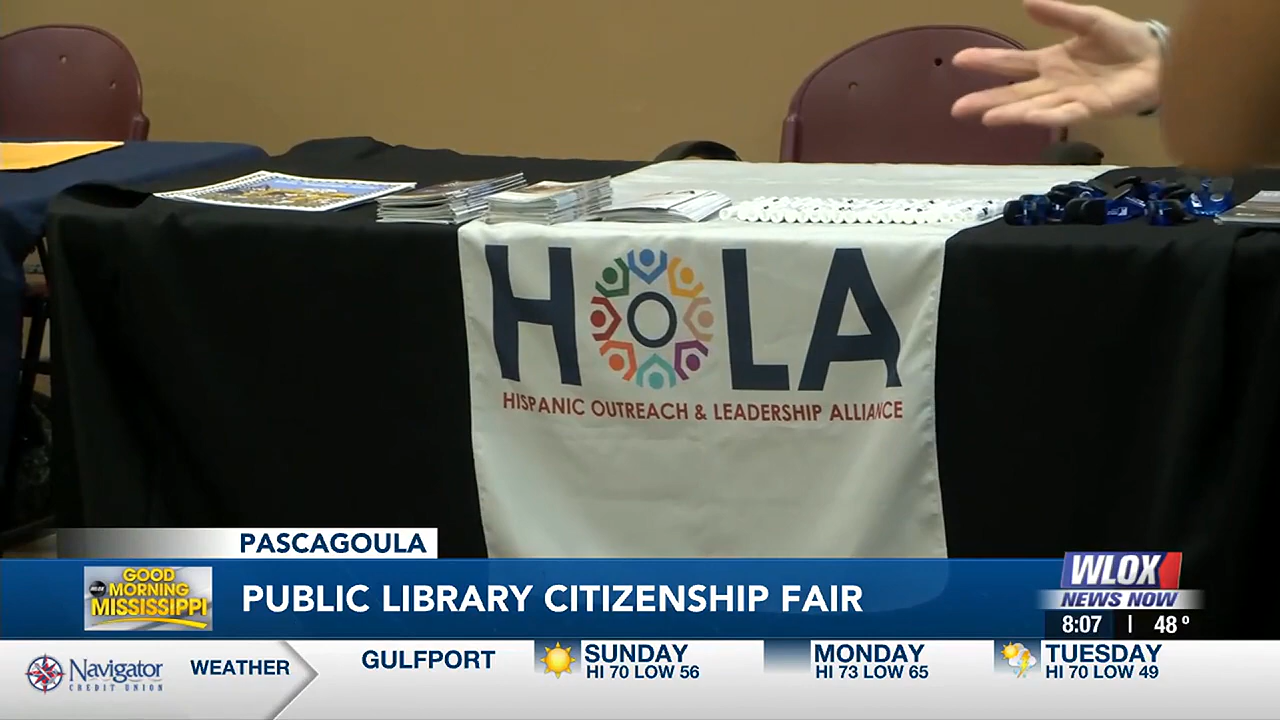 HOLA
HISPANIC OUTREACH & LEADERSHIP ALLIANCE
PASCAGOULA
GOOD MORNING MISSISSIPPI
PUBLIC LIBRARY CITIZENSHIP FAIR
WLOX
NEWS NOW
8:07 | 48º
Navigator
CREDIT UNION
WEATHER
GULFPORT
SUNDAY
HI 70 LOW 56
MONDAY
HI 73 LOW 65
TUESDAY
HI 70 LOW 49